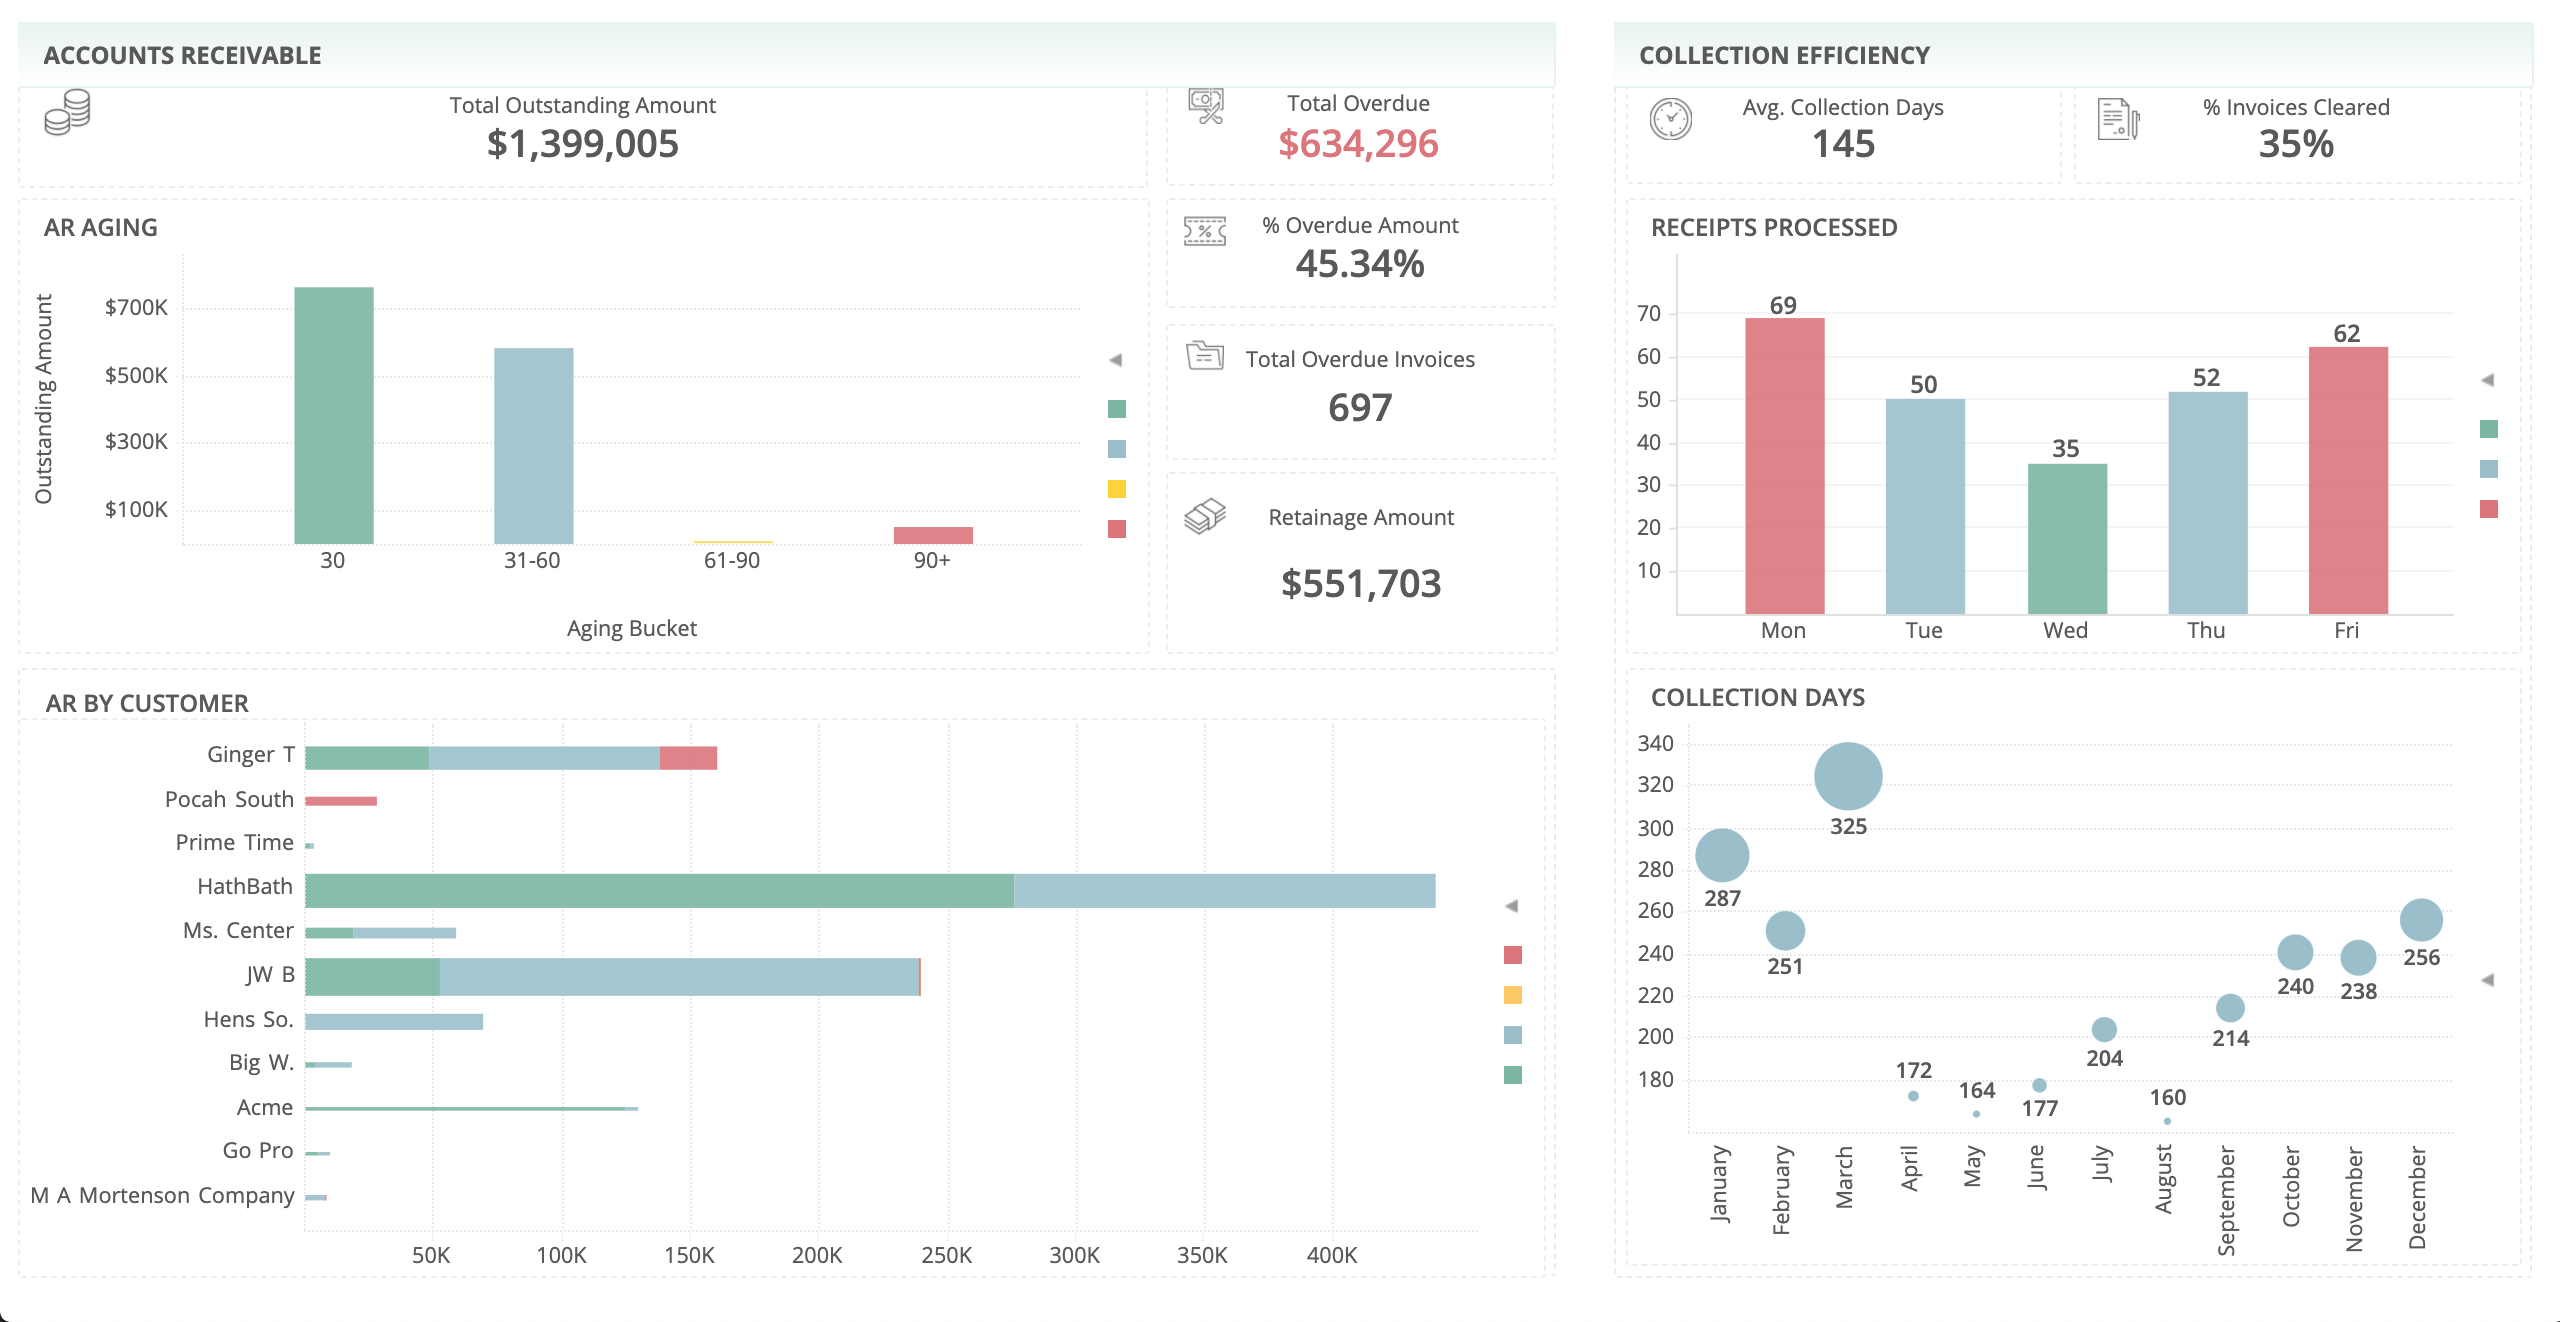 ACCOUNTS RECEIVABLE
Total Outstanding Amount
$1,399,005
Total Overdue
$634,296
AR AGING
Outstanding Amount
$700K
$500K
$300K
$100K
30
31-60
61-90
90+
Aging Bucket
% Overdue Amount
45.34%
Total Overdue Invoices
697
Retainage Amount
$551,703
AR BY CUSTOMER
Ginger T
Pocah South
Prime Time
HathBath
Ms. Center
JW B
Hens So.
Big W.
Acme
Go Pro
M A Mortenson Company
50K 100K 150K 200K 250K 300K 350K 400K
COLLECTION EFFICIENCY
Avg. Collection Days
145
% Invoices Cleared
35%
RECEIPTS PROCESSED
70
60
50
40
30
20
10
69
50
35
52
62
Mon Tue Wed Thu Fri
COLLECTION DAYS
340
320
300
280
260
240
220
200
180
287
251
325
172
164
177
204
160
214
240
238
256
January
February
March
April
May
June
July
August
September
October
November
December